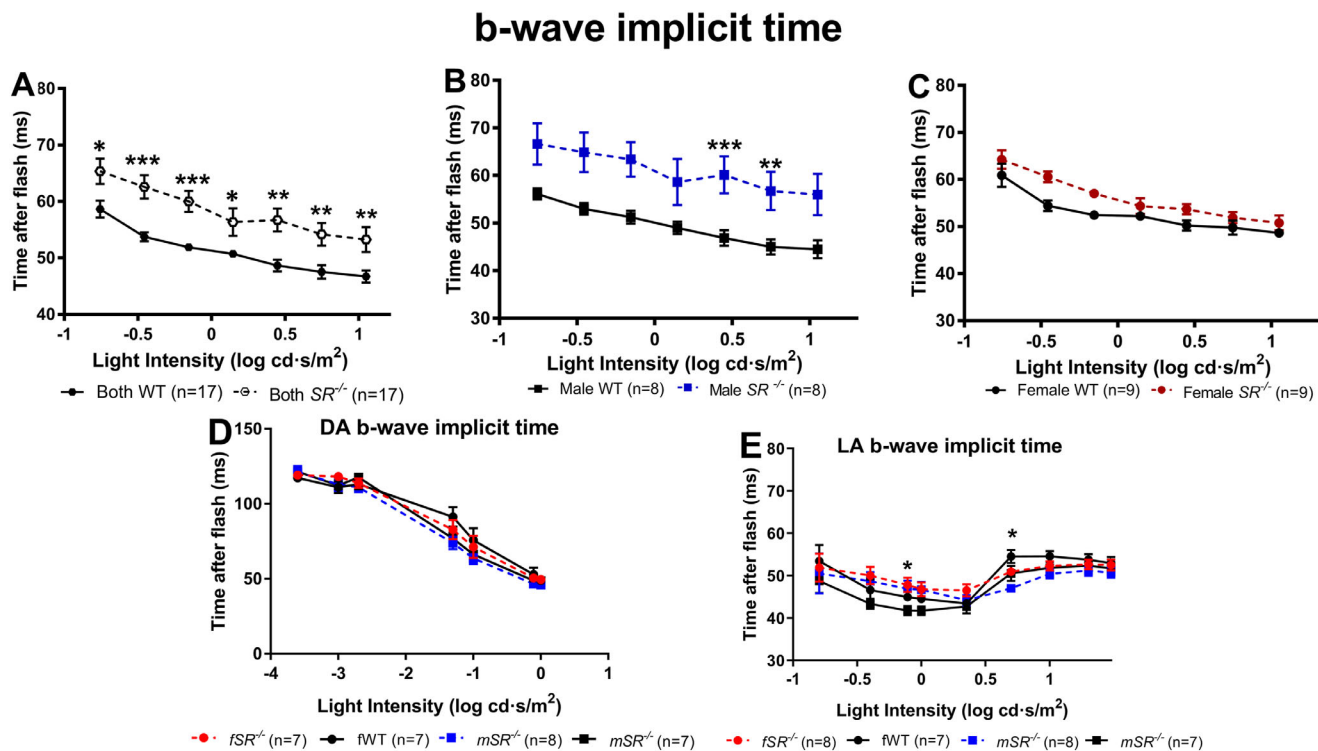 b-wave implicit time
A
Time after flash (ms)
80
70
60
50
40
* *** *** * ** ** **
-1 -0.5 0 0.5 1
Light Intensity (log cd·s/m²)
Both WT (n=17) Both SR⁻/⁻ (n=17)
B
Time after flash (ms)
80
70
60
50
40
30
*** **
-1 -0.5 0 0.5 1
Light Intensity (log cd·s/m²)
Male WT (n=8) Male SR ⁻/⁻ (n=8)
C
Time after flash (ms)
80
70
60
50
40
30
-1 -0.5 0 0.5 1
Light Intensity (log cd·s/m²)
Female WT (n=9) Female SR⁻/⁻ (n=9)
D
DA b-wave implicit time
Time after flash (ms)
150
100
50
0
-4 -3 -2 -1 0 1
Light Intensity (log cd·s/m²)
fSR⁻/⁻ (n=7) fWT (n=7) mSR⁻/⁻ (n=8) mSR⁻/⁻ (n=7)
E
LA b-wave implicit time
Time after flash (ms)
80
70
60
50
40
30
* *
-1 -0.5 0 0.5 1
Light Intensity (log cd·s/m²)
fSR⁻/⁻ (n=8) fWT (n=7) mSR⁻/⁻ (n=8) mSR⁻/⁻ (n=7)